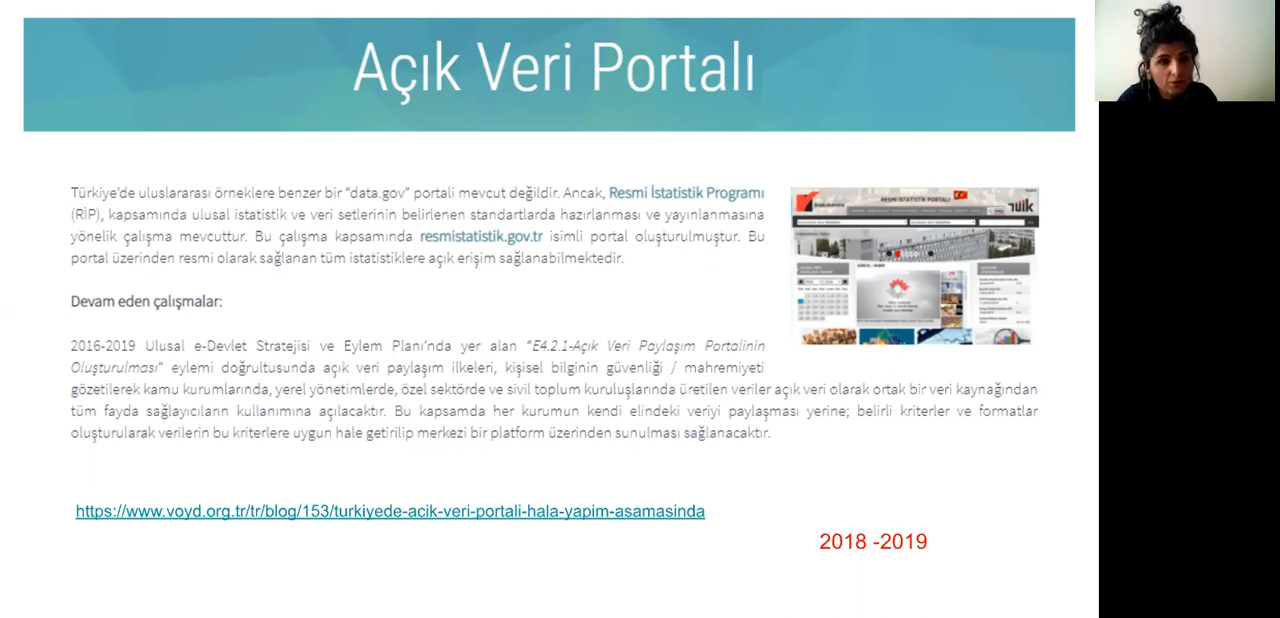 Açık Veri Portalı
Türkiye'de uluslararası örneklere benzer bir "data.gov" portali mevcut değildir. Ancak, Resmi İstatistik Programı
(RİP), kapsamında ulusal istatistik ve veri setlerinin belirlenen standartlarda hazırlanması ve yayınlanmasına
yönelik çalışma mevcuttur. Bu çalışma kapsamında resmistatistik.gov.tr isimli portal oluşturulmuştur. Bu
portal üzerinden resmi olarak sağlanan tüm istatistiklere açık erişim sağlanabilmektedir.
RESMİ İSTATİSTİK PORTALI
TÜİK
Devam eden çalışmalar:
2016-2019 Ulusal e-Devlet Stratejisi ve Eylem Planı'nda yer alan "E4.2.1-Açık Veri Paylaşım Portalinin
Oluşturulması" eylemi doğrultusunda açık veri paylaşım ilkeleri, kişisel bilginin güvenliği / mahremiyeti
gözetilerek kamu kurumlarında, yerel yönetimlerde, özel sektörde ve sivil toplum kuruluşlarında üretilen veriler açık veri olarak ortak bir veri kaynağından
tüm fayda sağlayıcıların kullanımına açılacaktır. Bu kapsamda her kurumun kendi elindeki veriyi paylaşması yerine; belirli kriterler ve formatlar
oluşturularak verilerin bu kriterlere uygun hale getirilip merkezi bir platform üzerinden sunulması sağlanacaktır.
https://www.voyd.org.tr/tr/blog/153/turkiyede-acik-veri-portali-hala-yapim-asamasinda
2018 -2019